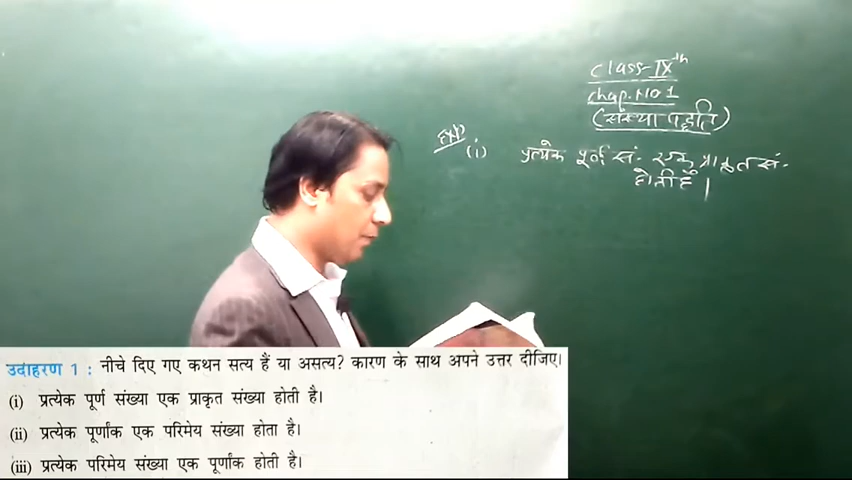 Class-IXth
Chap. No 1
(संख्या पद्धति)
Exp
(i) प्रत्येक पूर्ण सं. एक प्राकृत सं.
होती है।
उदाहरण 1 : नीचे दिए गए कथन सत्य हैं या असत्य? कारण के साथ अपने उत्तर दीजिए।
(i) प्रत्येक पूर्ण संख्या एक प्राकृत संख्या होती है।
(ii) प्रत्येक पूर्णांक एक परिमेय संख्या होता है।
(iii) प्रत्येक परिमेय संख्या एक पूर्णांक होती है।